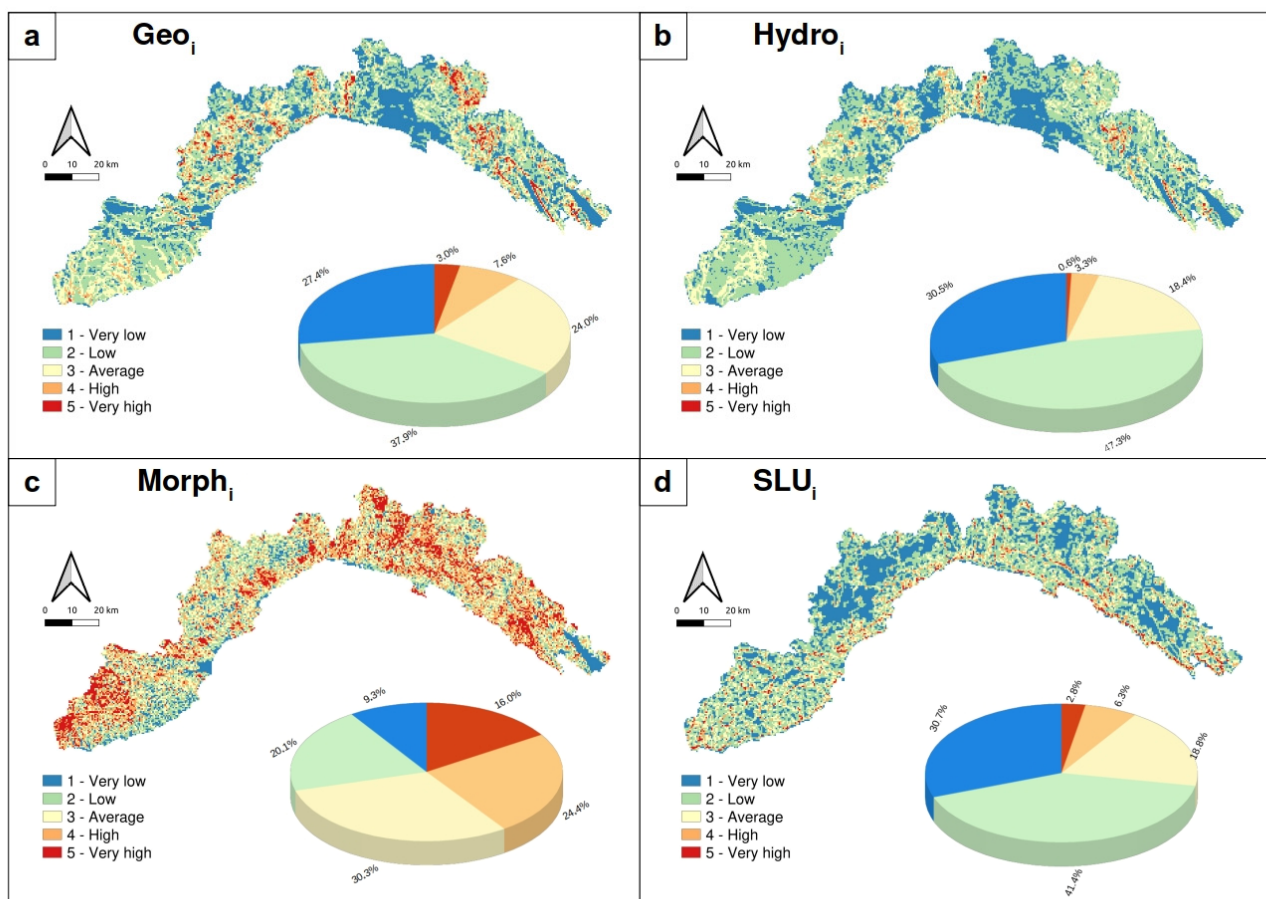 a
Geo_i
0 10 20 km
27.4%
3.0%
7.6%
24.0%
37.9%
1 - Very low
2 - Low
3 - Average
4 - High
5 - Very high
b
Hydro_i
0 10 20 km
30.5%
0.6%
3.3%
18.4%
47.3%
1 - Very low
2 - Low
3 - Average
4 - High
5 - Very high
c
Morph_i
0 10 20 km
9.3%
16.0%
20.1%
24.4%
30.3%
1 - Very low
2 - Low
3 - Average
4 - High
5 - Very high
d
SLU_i
0 10 20 km
30.7%
2.8%
6.3%
18.8%
41.4%
1 - Very low
2 - Low
3 - Average
4 - High
5 - Very high